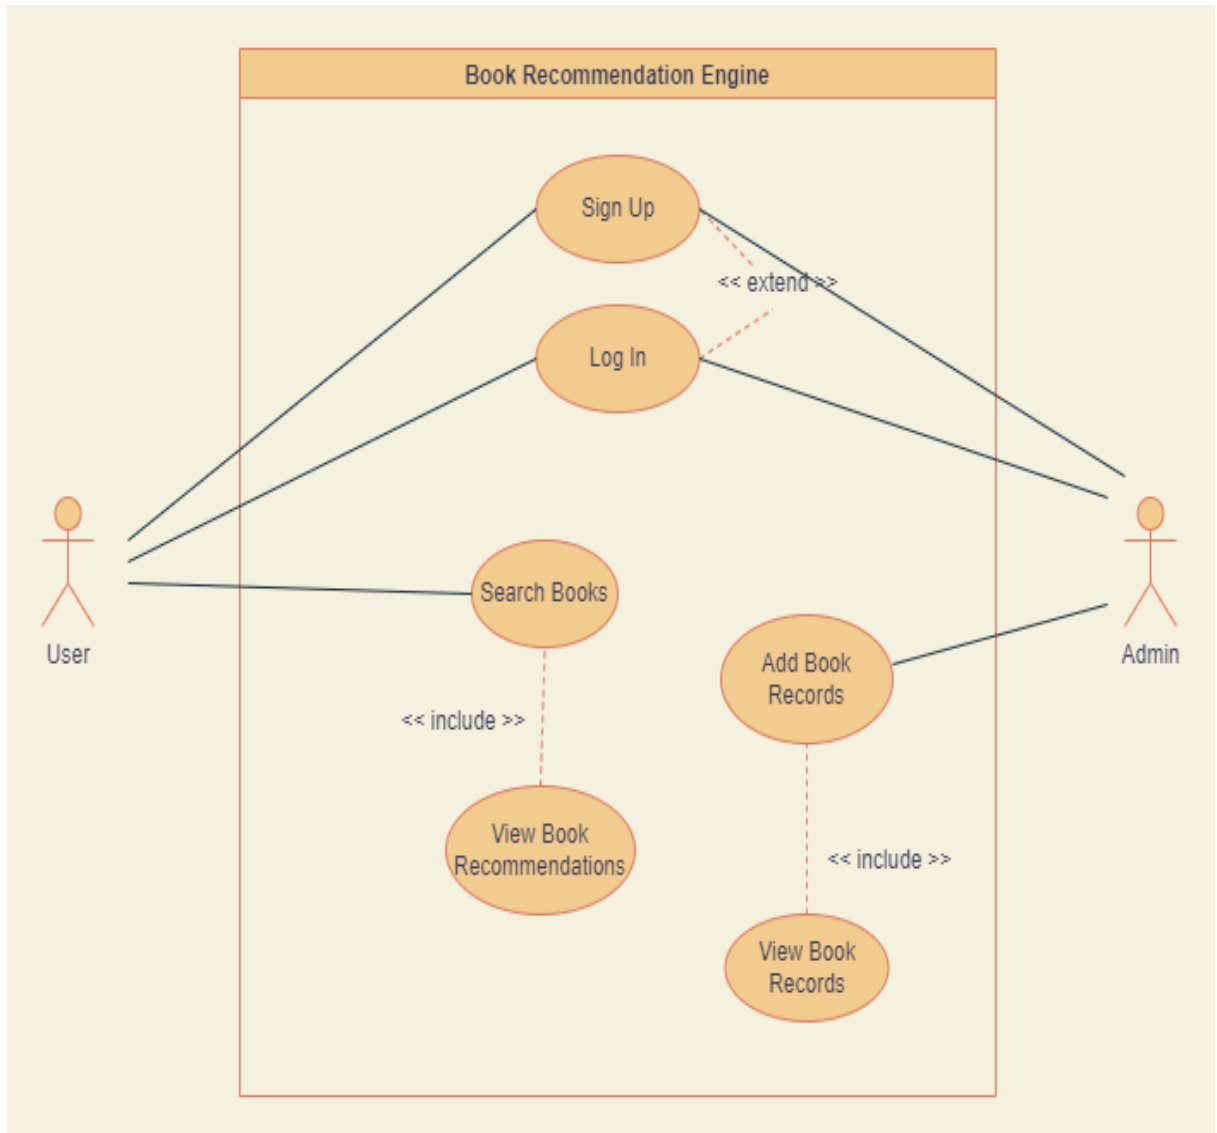 Book Recommendation Engine
Sign Up
<< extend >>
Log In
User
Search Books
Admin
Add Book
Records
<< include >>
View Book
Recommendations
<< include >>
View Book
Records